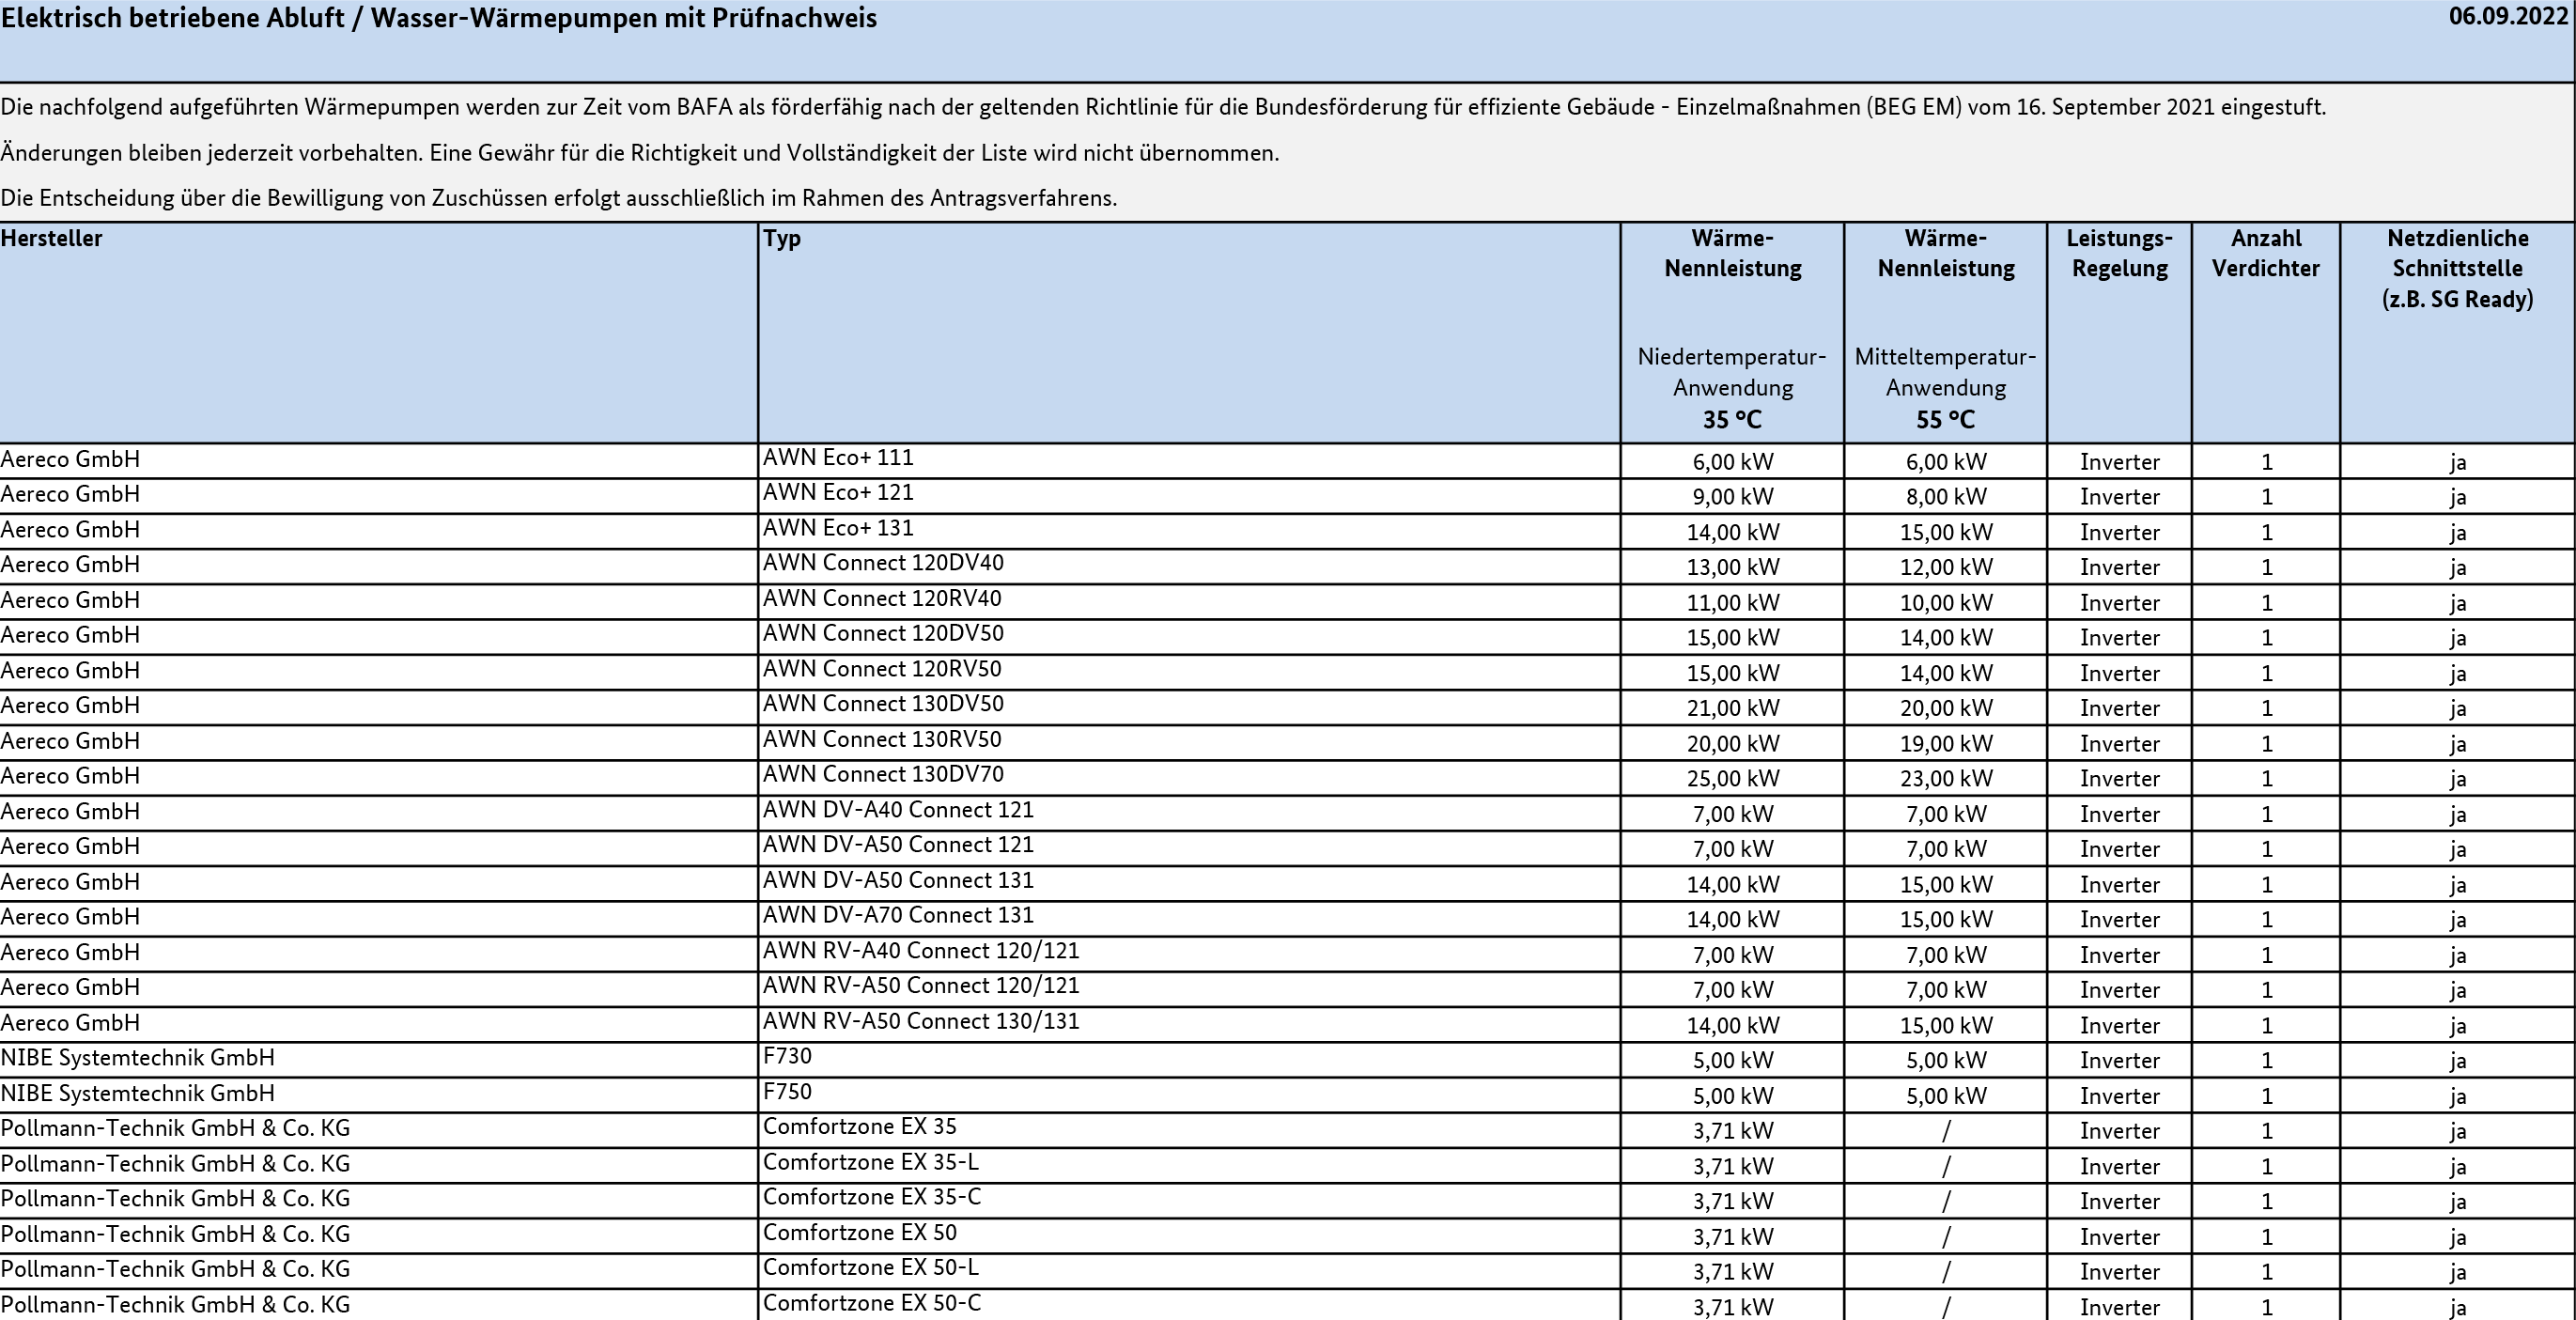 Elektrisch betriebene Abluft / Wasser-Wärmepumpen mit Prüfnachweis 06.09.2022
Die nachfolgend aufgeführten Wärmepumpen werden zur Zeit vom BAFA als förderfähig nach der geltenden Richtlinie für die Bundesförderung für effiziente Gebäude - Einzelmaßnahmen (BEG EM) vom 16. September 2021 eingestuft.
Änderungen bleiben jederzeit vorbehalten. Eine Gewähr für die Richtigkeit und Vollständigkeit der Liste wird nicht übernommen.
Die Entscheidung über die Bewilligung von Zuschüssen erfolgt ausschließlich im Rahmen des Antragsverfahrens.
Hersteller Typ Wärme- Wärme- Leistungs- Anzahl Netzdienliche
Nennleistung Nennleistung Regelung Verdichter Schnittstelle
(z.B. SG Ready)
Niedertemperatur- Mitteltemperatur-
Anwendung Anwendung
35 °C 55 °C
Aereco GmbH AWN Eco+ 111 6,00 kW 6,00 kW Inverter 1 ja
Aereco GmbH AWN Eco+ 121 9,00 kW 8,00 kW Inverter 1 ja
Aereco GmbH AWN Eco+ 131 14,00 kW 15,00 kW Inverter 1 ja
Aereco GmbH AWN Connect 120DV40 13,00 kW 12,00 kW Inverter 1 ja
Aereco GmbH AWN Connect 120RV40 11,00 kW 10,00 kW Inverter 1 ja
Aereco GmbH AWN Connect 120DV50 15,00 kW 14,00 kW Inverter 1 ja
Aereco GmbH AWN Connect 120RV50 15,00 kW 14,00 kW Inverter 1 ja
Aereco GmbH AWN Connect 130DV50 21,00 kW 20,00 kW Inverter 1 ja
Aereco GmbH AWN Connect 130RV50 20,00 kW 19,00 kW Inverter 1 ja
Aereco GmbH AWN Connect 130DV70 25,00 kW 23,00 kW Inverter 1 ja
Aereco GmbH AWN DV-A40 Connect 121 7,00 kW 7,00 kW Inverter 1 ja
Aereco GmbH AWN DV-A50 Connect 121 7,00 kW 7,00 kW Inverter 1 ja
Aereco GmbH AWN DV-A50 Connect 131 14,00 kW 15,00 kW Inverter 1 ja
Aereco GmbH AWN DV-A70 Connect 131 14,00 kW 15,00 kW Inverter 1 ja
Aereco GmbH AWN RV-A40 Connect 120/121 7,00 kW 7,00 kW Inverter 1 ja
Aereco GmbH AWN RV-A50 Connect 120/121 7,00 kW 7,00 kW Inverter 1 ja
Aereco GmbH AWN RV-A50 Connect 130/131 14,00 kW 15,00 kW Inverter 1 ja
NIBE Systemtechnik GmbH F730 5,00 kW 5,00 kW Inverter 1 ja
NIBE Systemtechnik GmbH F750 5,00 kW 5,00 kW Inverter 1 ja
Pollmann-Technik GmbH & Co. KG Comfortzone EX 35 3,71 kW / Inverter 1 ja
Pollmann-Technik GmbH & Co. KG Comfortzone EX 35-L 3,71 kW / Inverter 1 ja
Pollmann-Technik GmbH & Co. KG Comfortzone EX 35-C 3,71 kW / Inverter 1 ja
Pollmann-Technik GmbH & Co. KG Comfortzone EX 50 3,71 kW / Inverter 1 ja
Pollmann-Technik GmbH & Co. KG Comfortzone EX 50-L 3,71 kW / Inverter 1 ja
Pollmann-Technik GmbH & Co. KG Comfortzone EX 50-C 3,71 kW / Inverter 1 ja